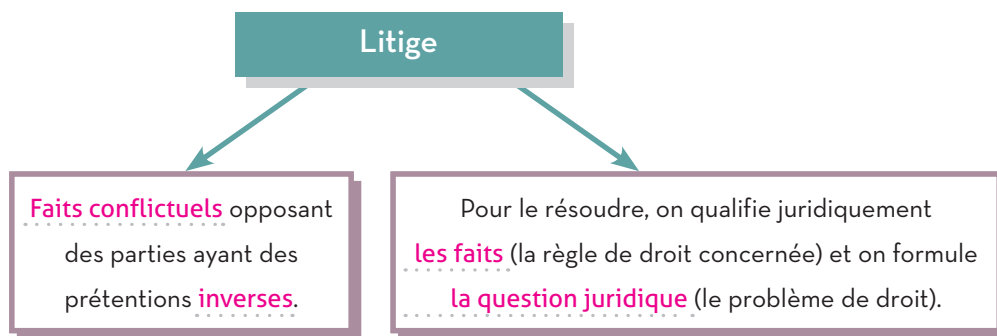 Litige
Faits conflictuels opposant
des parties ayant des
prétentions inverses.
Pour le résoudre, on qualifie juridiquement
les faits (la règle de droit concernée) et on formule
la question juridique (le problème de droit).